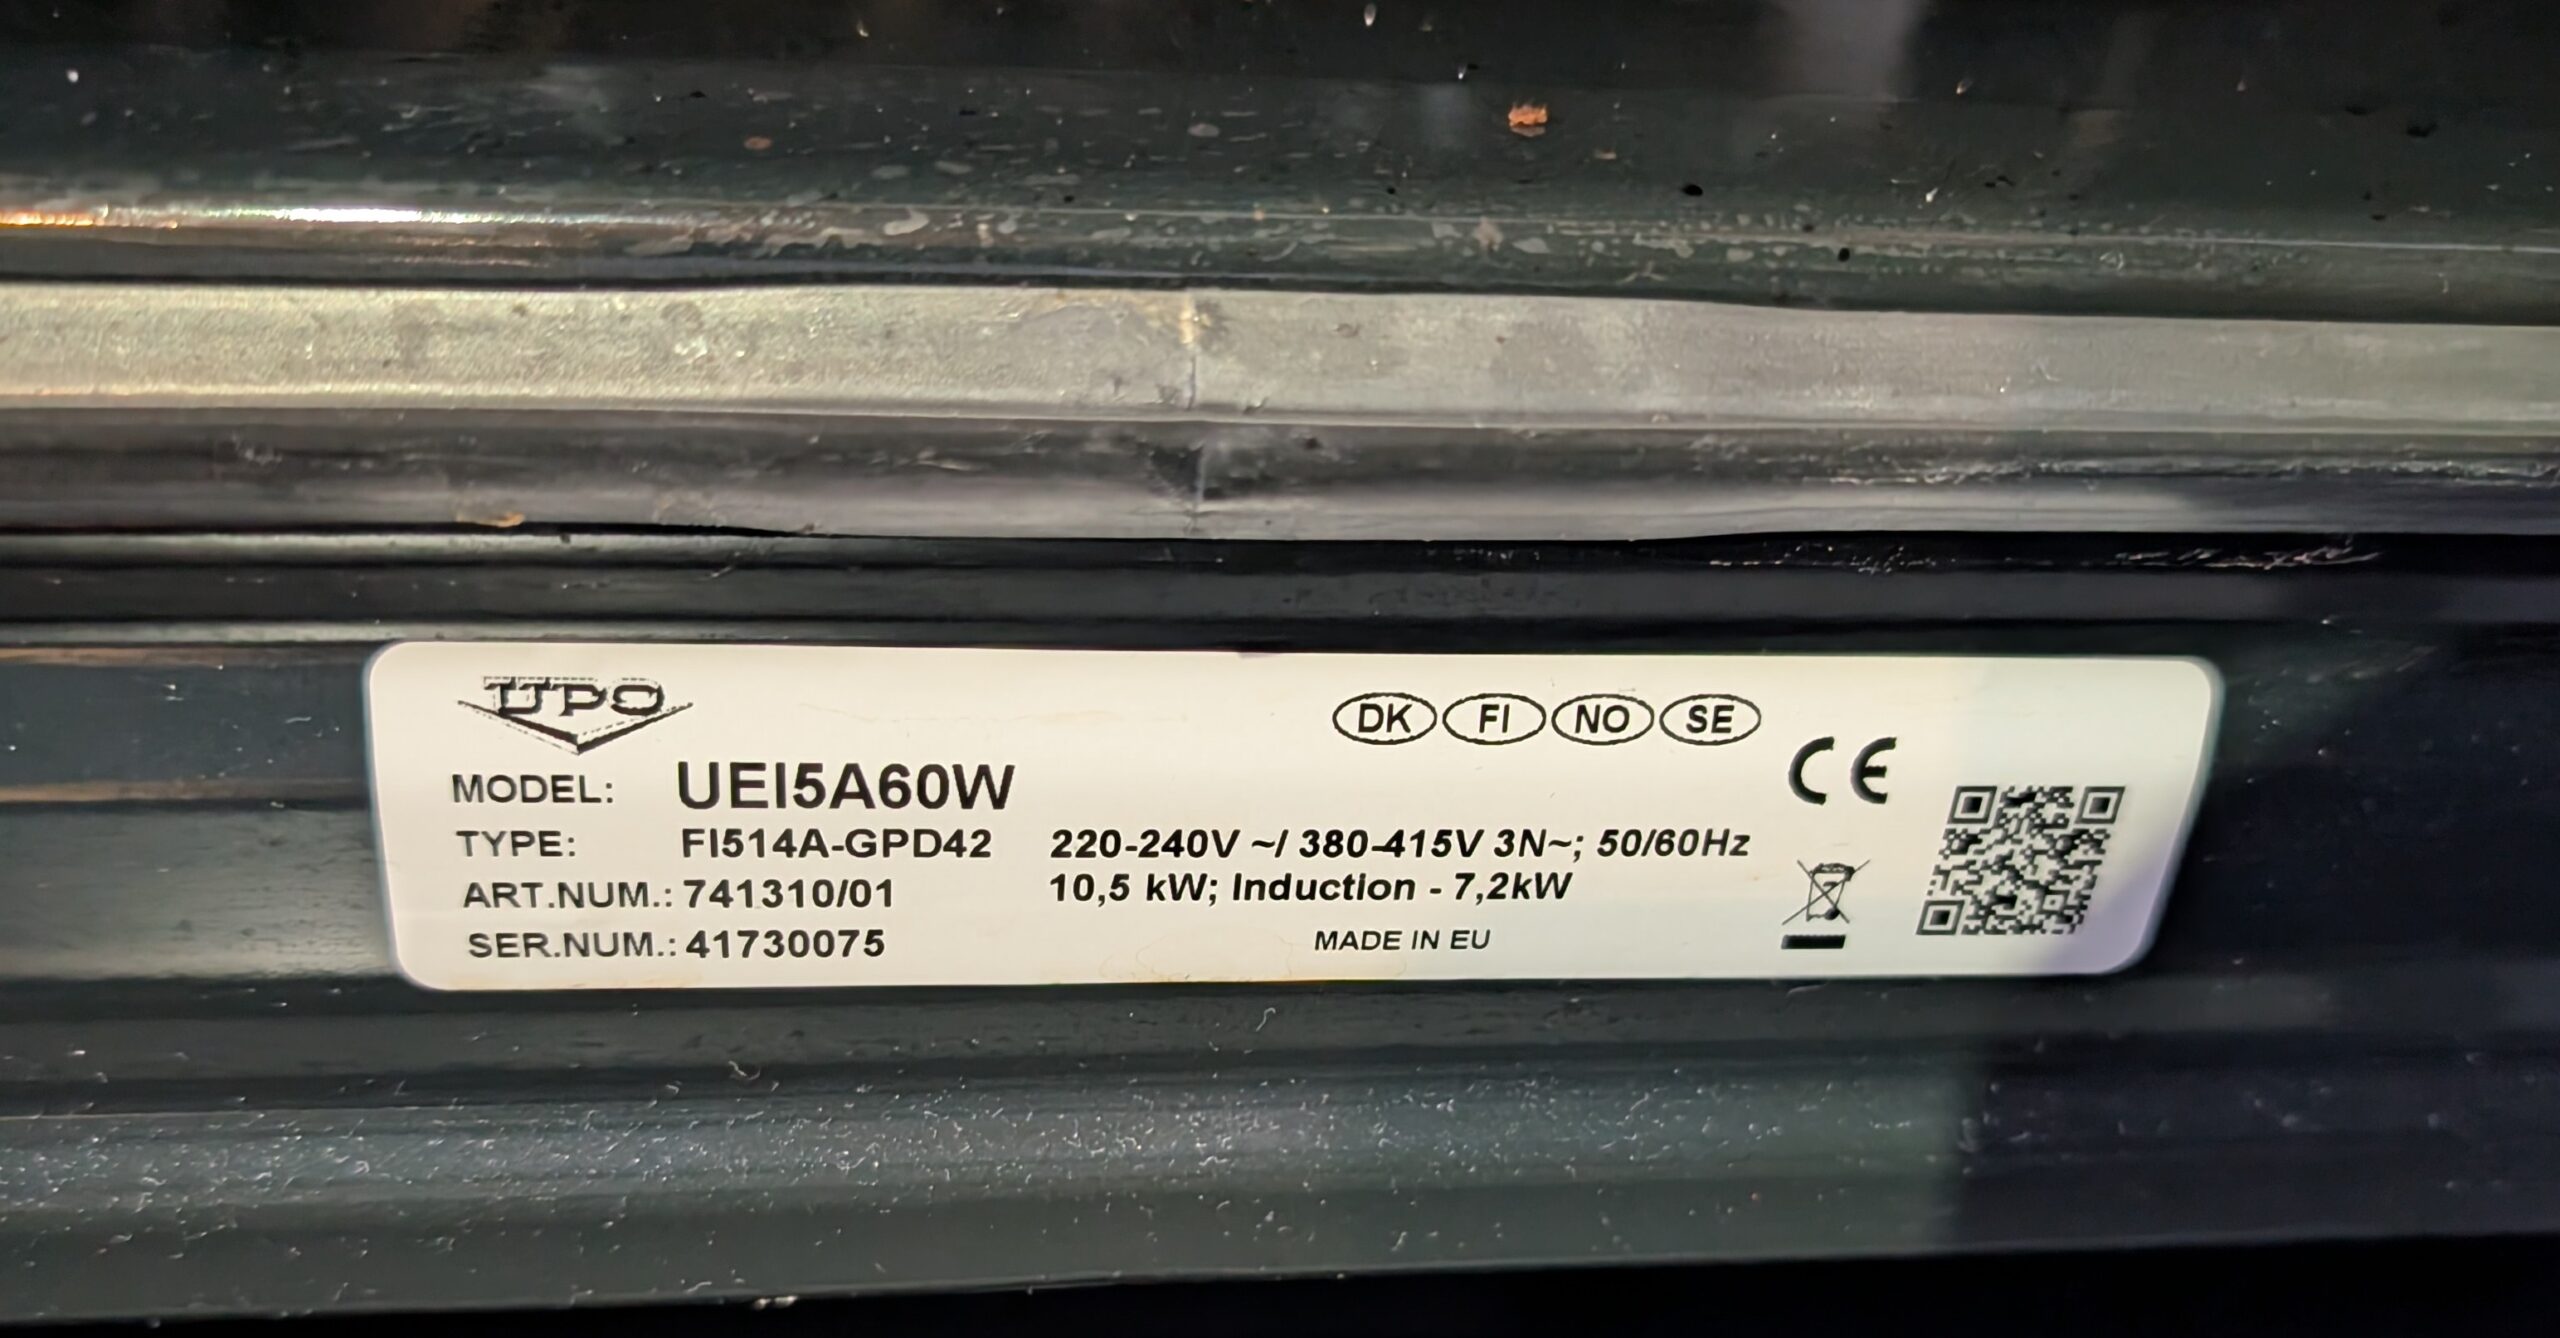 UPO
DK FI NO SE
CE
MODEL: UEI5A60W
TYPE: FI514A-GPD42 220-240V ~/ 380-415V 3N~; 50/60Hz
ART.NUM.: 741310/01 10,5 kW; Induction - 7,2kW
SER.NUM.: 41730075 MADE IN EU